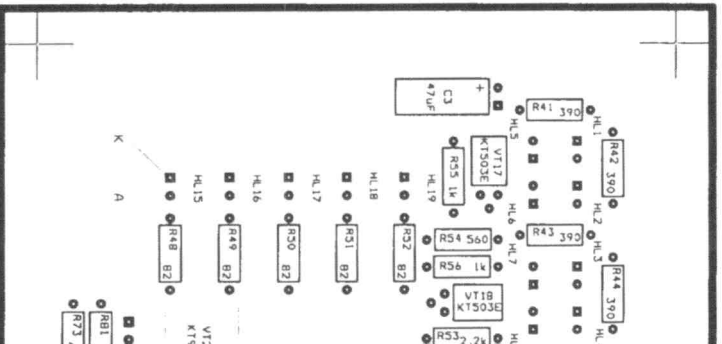 C3
47uF
+
R41 390
HL1
HL5
R42
390
VT17
KT503E
R55 1k
K
A
HL15
HL16
HL17
HL18
HL19
HL6
HL2
R48
82
R49
82
R50
82
R51
82
R52
82
R54 560
R43 390
HL7
HL3
R56 1k
R44
390
VT18
KT503E
R53 2.2k
R73
R81